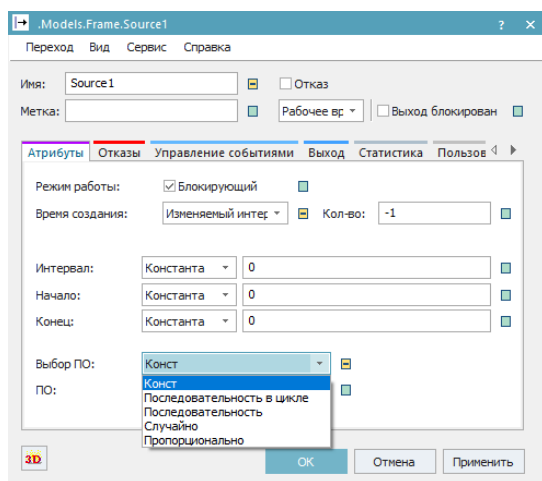 .Models.Frame.Source1 ? ×
Переход Вид Сервис Справка
Имя: Source1 Отказ
Метка: Рабочее вр Выход блокирован
Атрибуты Отказы Управление событиями Выход Статистика Пользов
Режим работы: Блокирующий
Время создания: Изменяемый интер Кол-во: -1
Интервал: Константа 0
Начало: Константа 0
Конец: Константа 0
Выбор ПО: Конст
ПО:
Конст
Последовательность в цикле
Последовательность
Случайно
Пропорционально
3D OK Отмена Применить